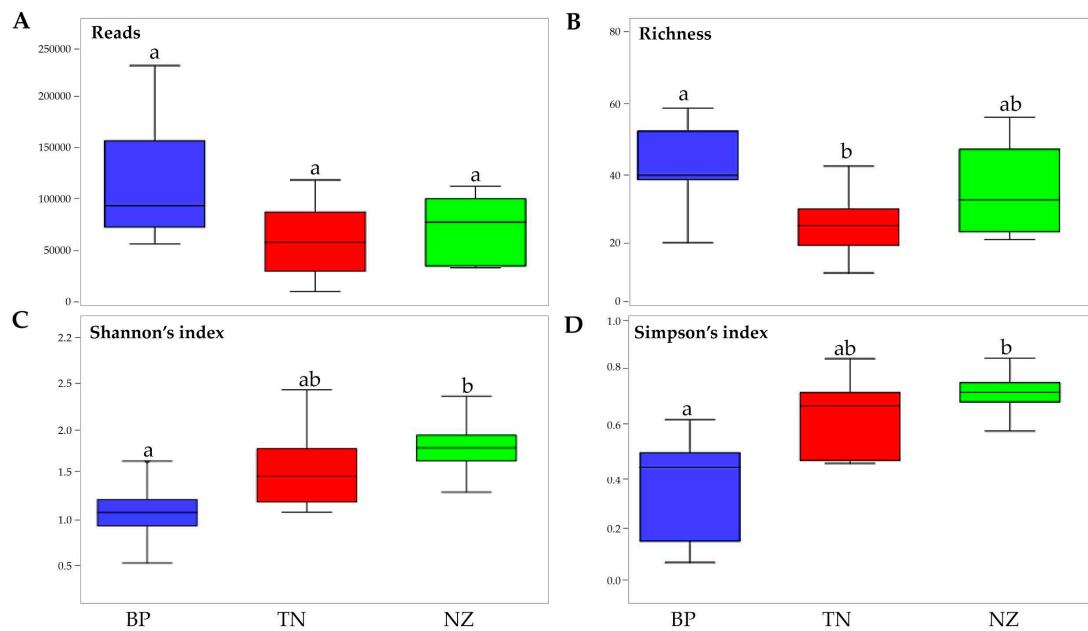 A
Reads
250000
200000
150000
100000
50000
0
a
a
a
B
Richness
80
60
40
20
0
a
b
ab
C
Shannon's index
2.2
2.5
2.0
1.5
1.0
0.5
a
ab
b
BP
TN
NZ
D
Simpson's index
1.0
0.8
0.6
0.4
0.2
0.0
a
ab
b
BP
TN
NZ